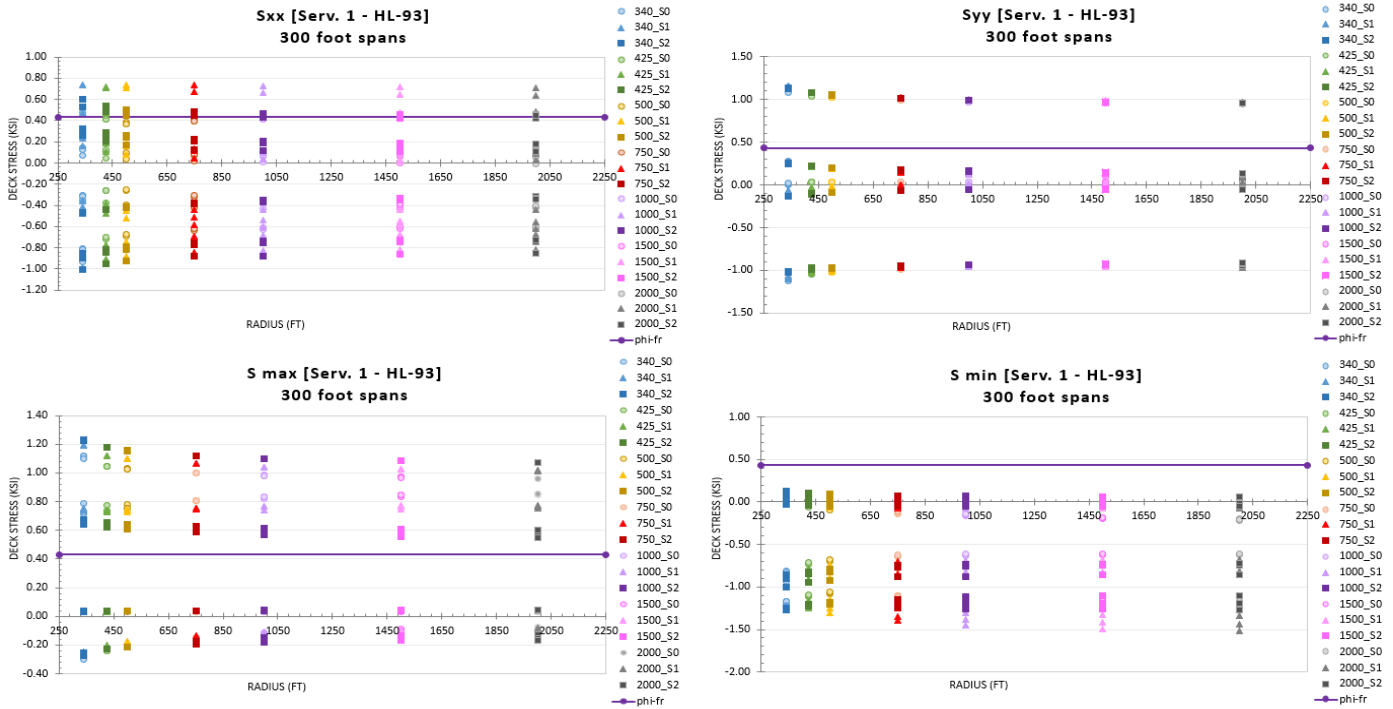 Sxx [Serv. 1 - HL-93]
300 foot spans
DECK STRESS (KSI)
1.00
0.80
0.60
0.40
0.20
0.00
-0.20
-0.40
-0.60
-0.80
-1.00
-1.20
250 450 650 850 1050 1250 1450 1650 1850 2050 2250
RADIUS (FT)
340_S0
340_S1
340_S2
425_S0
425_S1
425_S2
500_S0
500_S1
500_S2
750_S0
750_S1
750_S2
1000_S0
1000_S1
1000_S2
1500_S0
1500_S1
1500_S2
2000_S0
2000_S1
2000_S2
phi-fr
Syy [Serv. 1 - HL-93]
300 foot spans
DECK STRESS (KSI)
1.50
1.00
0.50
0.00
-0.50
-1.00
-1.50
250 450 650 850 1050 1250 1450 1650 1850 2050 2250
RADIUS (FT)
340_S0
340_S1
340_S2
425_S0
425_S1
425_S2
500_S0
500_S1
500_S2
750_S0
750_S1
750_S2
1000_S0
1000_S1
1000_S2
1500_S0
1500_S1
1500_S2
2000_S0
2000_S1
2000_S2
phi-fr
S max [Serv. 1 - HL-93]
300 foot spans
DECK STRESS (KSI)
1.40
1.20
1.00
0.80
0.60
0.40
0.20
0.00
-0.20
-0.40
250 450 650 850 1050 1250 1450 1650 1850 2050 2250
RADIUS (FT)
340_S0
340_S1
340_S2
425_S0
425_S1
425_S2
500_S0
500_S1
500_S2
750_S0
750_S1
750_S2
1000_S0
1000_S1
1000_S2
1500_S0
1500_S1
1500_S2
2000_S0
2000_S1
2000_S2
phi-fr
S min [Serv. 1 - HL-93]
300 foot spans
DECK STRESS (KSI)
1.00
0.50
0.00
-0.50
-1.00
-1.50
-2.00
250 450 650 850 1050 1250 1450 1650 1850 2050 2250
RADIUS (FT)
340_S0
340_S1
340_S2
425_S0
425_S1
425_S2
500_S0
500_S1
500_S2
750_S0
750_S1
750_S2
1000_S0
1000_S1
1000_S2
1500_S0
1500_S1
1500_S2
2000_S0
2000_S1
2000_S2
phi-fr